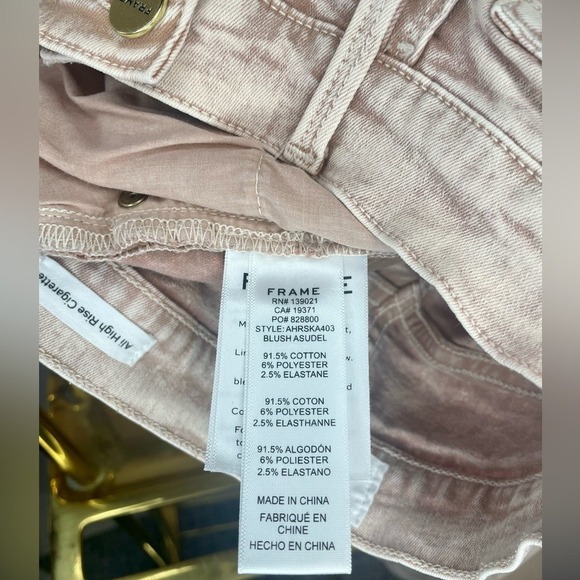 FRAME
Ali High Rise Cigarette
FRAME
RN# 139021
CA# 19371
PO# 828800
STYLE: AHRSKA403
BLUSH ASUDEL
91.5% COTTON
6% POLYESTER
2.5% ELASTANE
91.5% COTON
6% POLYESTER
2.5% ELASTHANNE
91.5% ALGODÓN
6% POLIESTER
2.5% ELASTANO
MADE IN CHINA
FABRIQUÉ EN
CHINE
HECHO EN CHINA